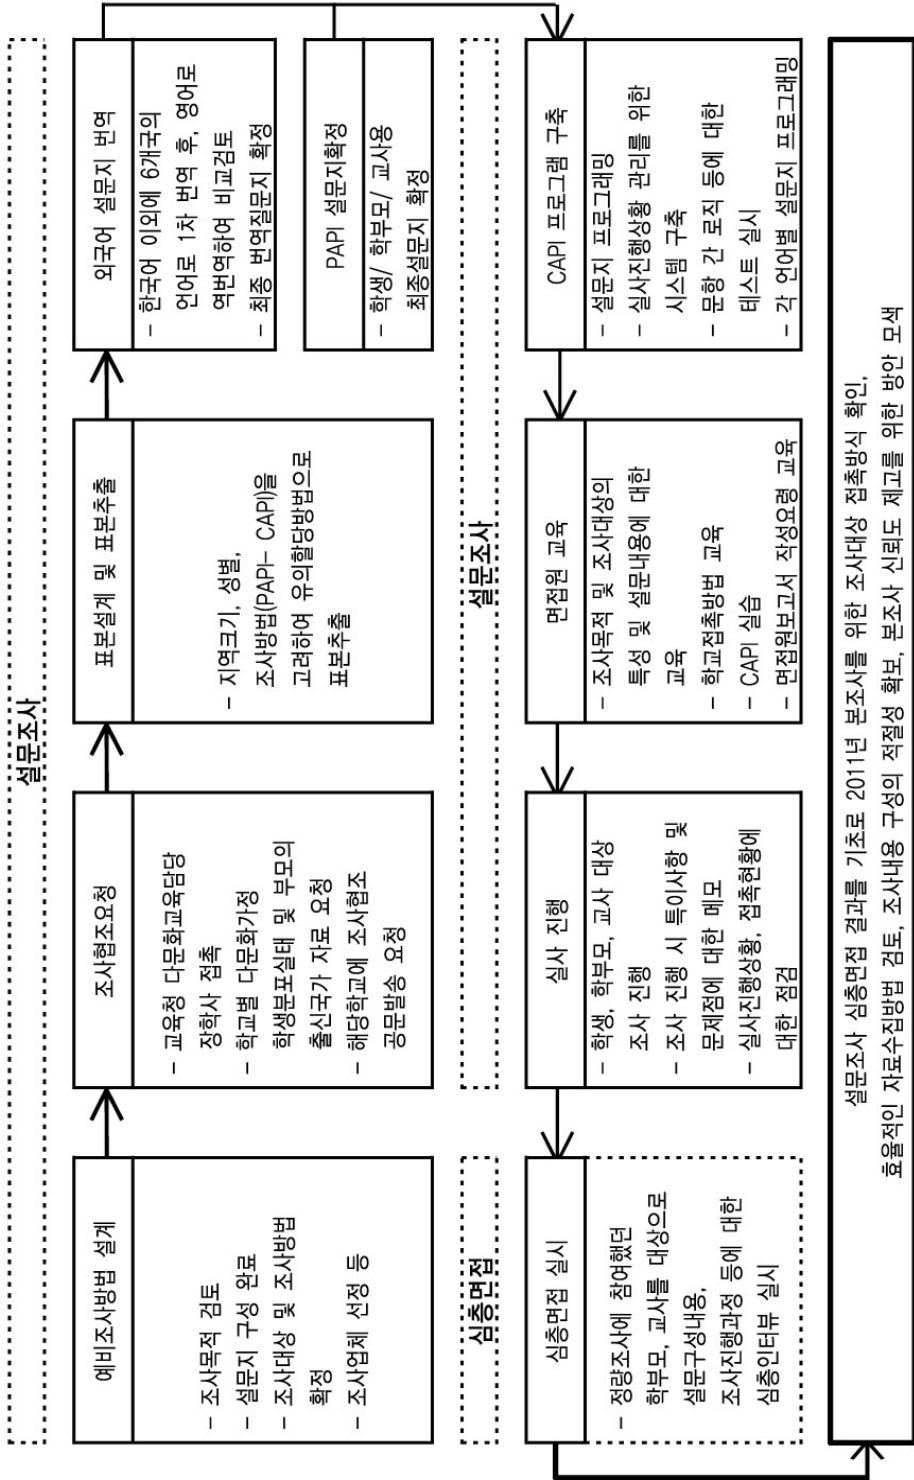 설문조사
예비조사방법 설계
- 조사목적 검토
- 설문지 구성 완료
- 조사대상 및 조사방법
확정
- 조사업체 선정 등
조사협조요청
- 교육청 다문화교육담당
장학사 접촉
- 학교별 다문화가정
학생분포실태 및 부모의
출신국가 자료 요청
- 해당학교에 조사협조
공문발송 요청
표본설계 및 표본추출
- 지역크기, 성별,
조사방법(PAPI- CAPI)을
고려하여 유의할당방법으로
표본추출
외국어 설문지 번역
- 한국어 이외에 6개국의
언어로 1차 번역 후, 영어로
역번역하여 비교검토
- 최종 번역질문지 확정
PAPI 설문지확정
- 학생/ 학부모/ 교사용
최종설문지 확정
심층면접
설문조사
심층면접 실시
- 정량조사에 참여했던
학부모, 교사를 대상으로
설문구성내용,
조사진행과정 등에 대한
심층인터뷰 실시
실사 진행
- 학생, 학부모, 교사 대상
조사 진행
- 조사 진행 시 특이사항 및
문제점에 대한 메모
- 실사진행상황, 접촉현황에
대한 점검
면접원 교육
- 조사목적 및 조사대상의
특성 및 설문내용에 대한
교육
- 학교접촉방법 교육
- CAPI 실습
- 면접원보고서 작성요령 교육
CAPI 프로그램 구축
- 설문지 프로그래밍
- 실사진행상황 관리를 위한
시스템 구축
- 문항 간 로직 등에 대한
테스트 실시
- 각 언어별 설문지 프로그래밍
설문조사 심층면접 결과를 기초로 2011년 본조사를 위한 조사대상 접촉방식 확인,
효율적인 자료수집방법 검토, 조사내용 구성의 적절성 확보, 본조사 신뢰도 제고를 위한 방안 모색